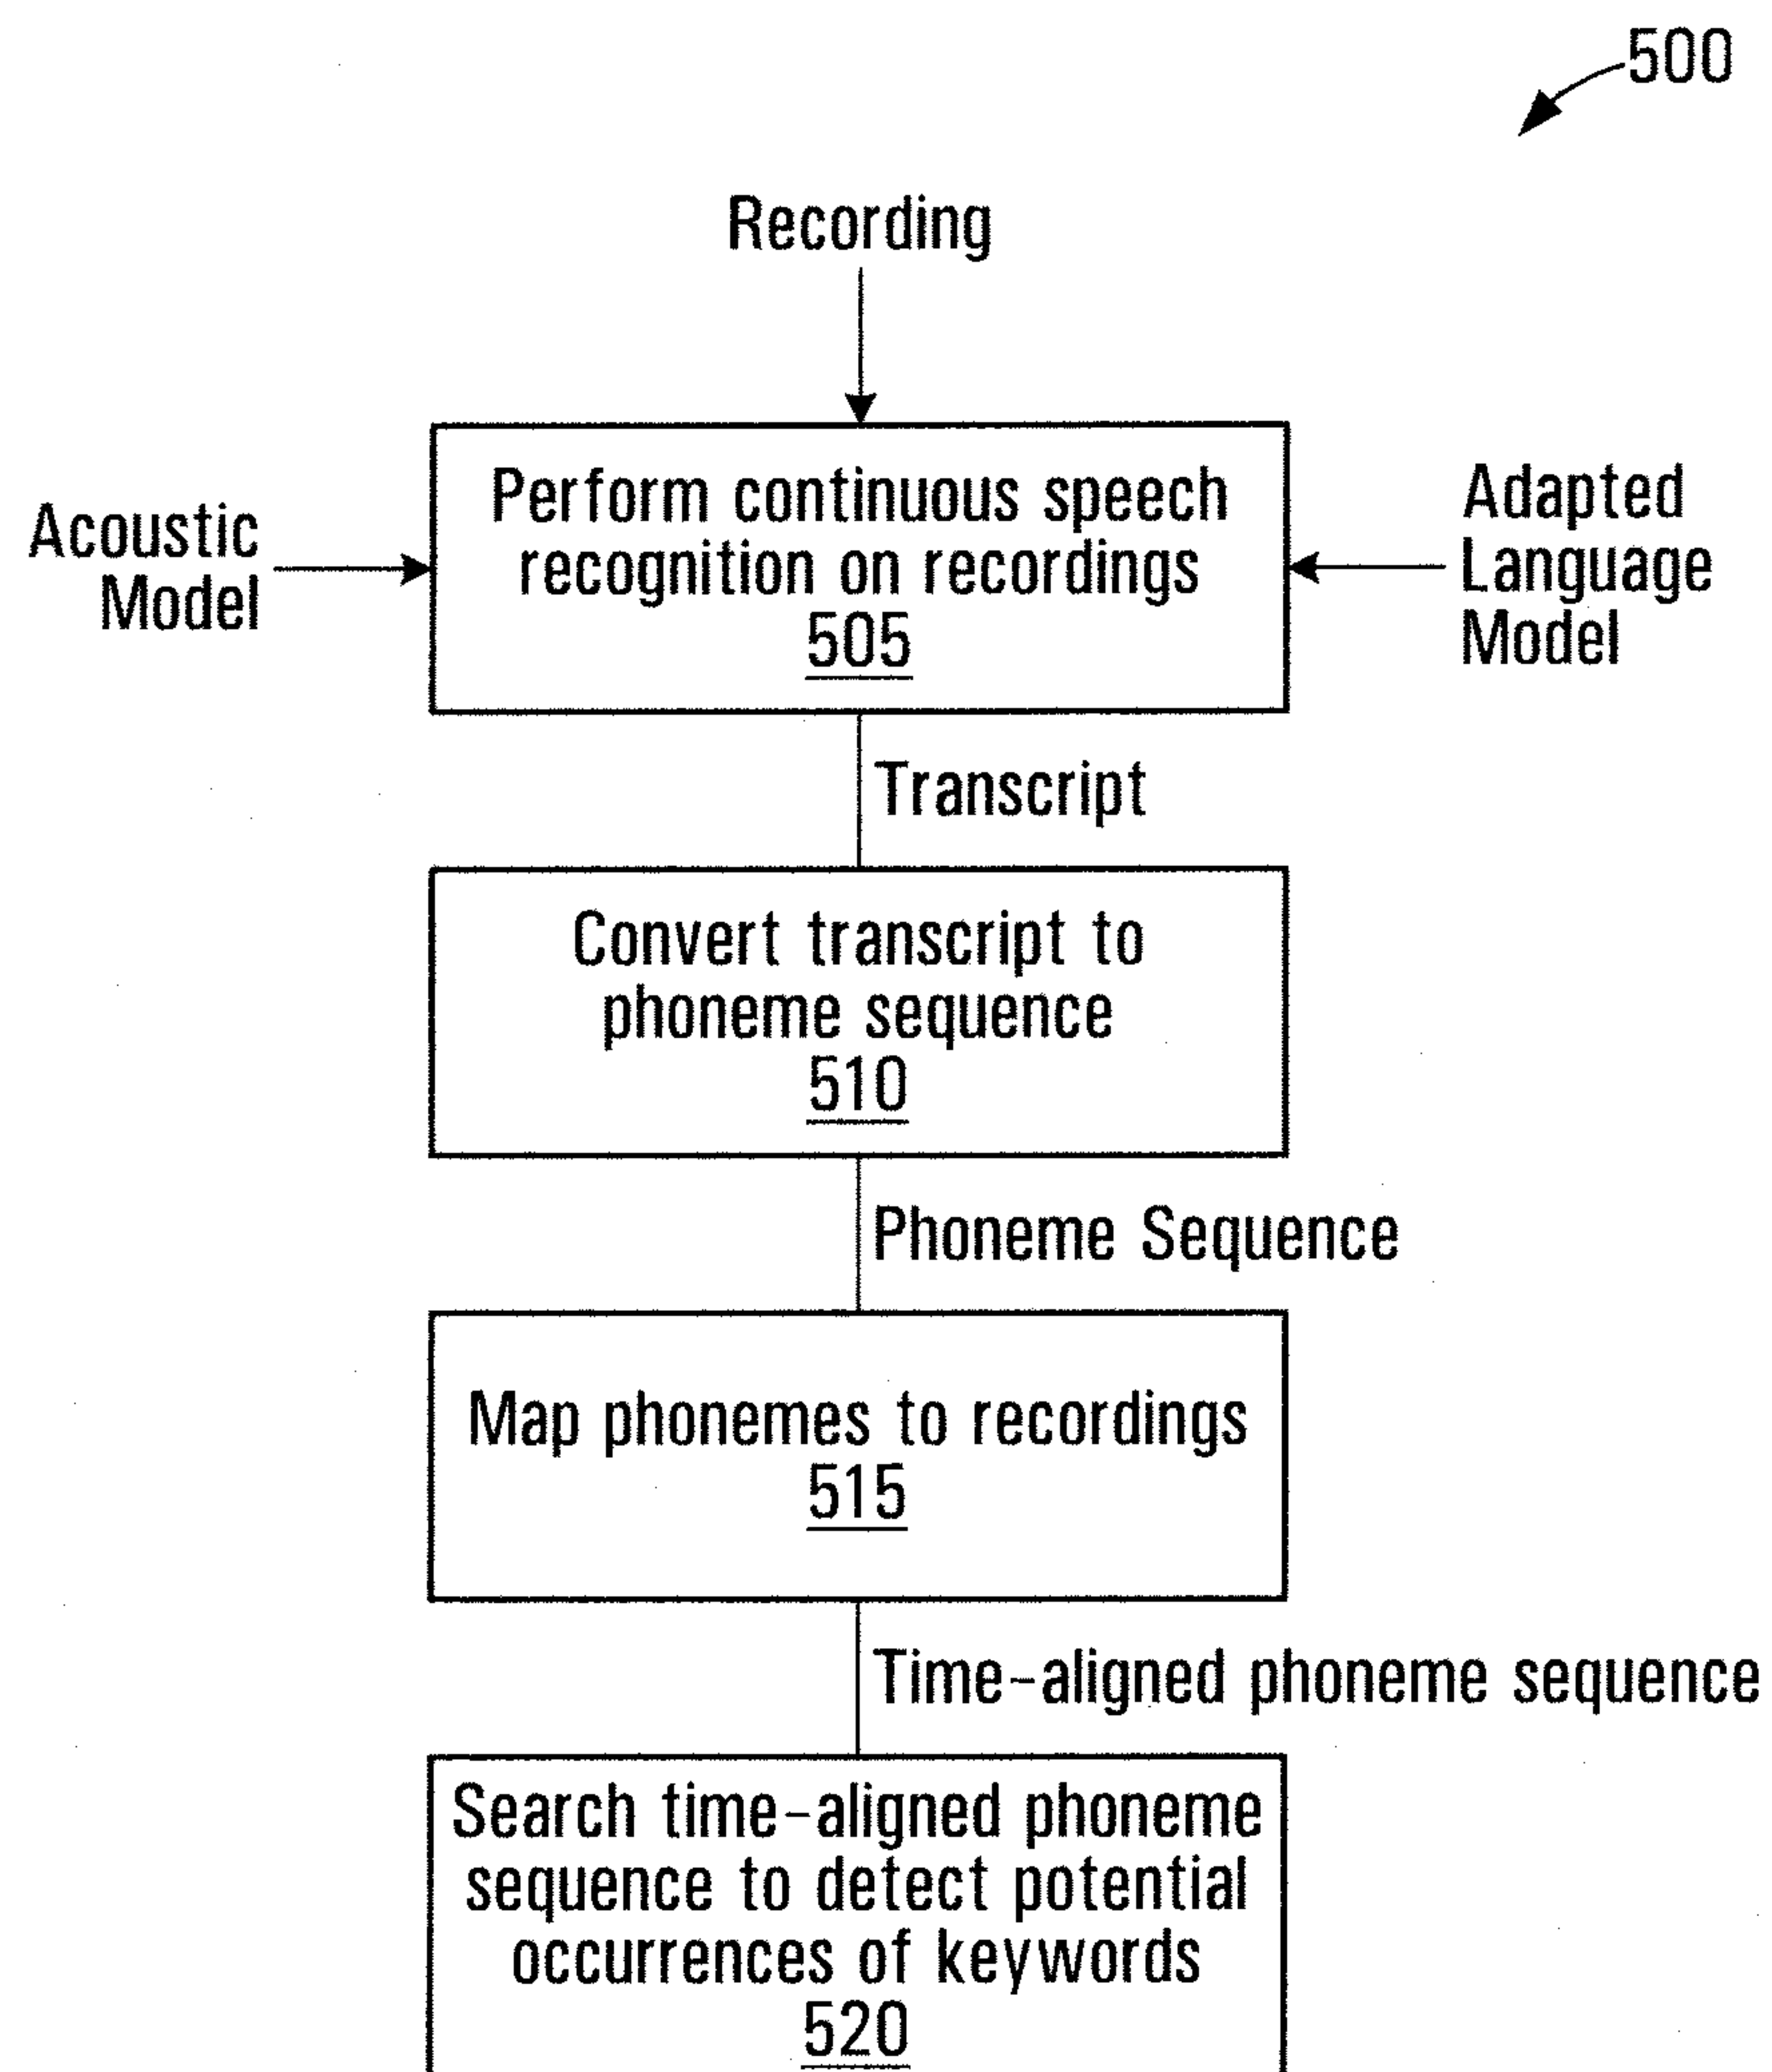 500
Recording
Acoustic
Model
Perform continuous speech
recognition on recordings
505
Adapted
Language
Model
Transcript
Convert transcript to
phoneme sequence
510
Phoneme Sequence
Map phonemes to recordings
515
Time-aligned phoneme sequence
Search time-aligned phoneme
sequence to detect potential
occurrences of keywords
520